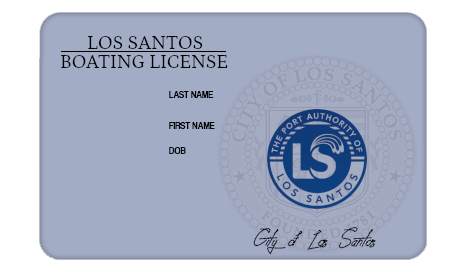 LOS SANTOS
BOATING LICENSE
LAST NAME
FIRST NAME
DOB
CITY OF LOS SANTOS
THE PORT AUTHORITY OF
LS
LOS SANTOS
City of Los Santos